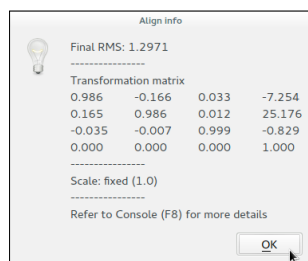 Align info
Final RMS: 1.2971
----------------
Transformation matrix
0.986 -0.166 0.033 -7.254
0.165 0.986 0.012 25.176
-0.035 -0.007 0.999 -0.829
0.000 0.000 0.000 1.000
----------------
Scale: fixed (1.0)
----------------
Refer to Console (F8) for more details
OK